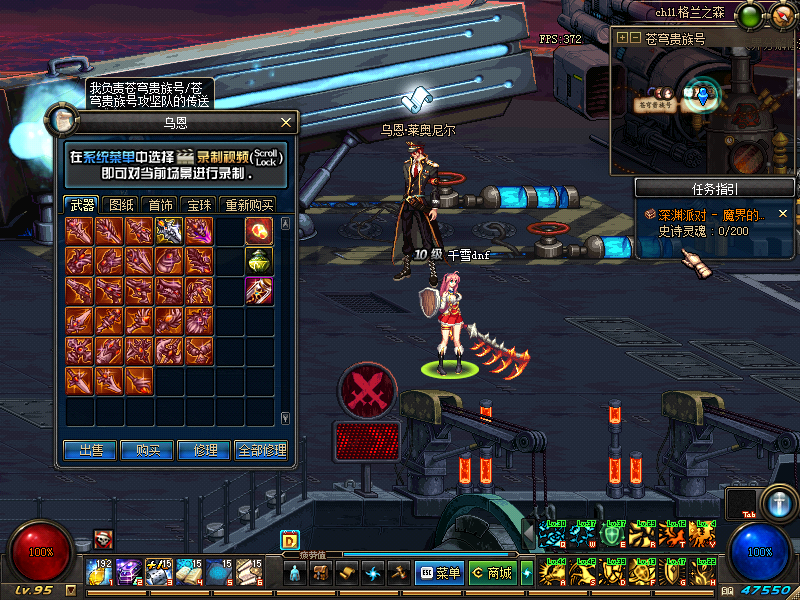 ch11.格兰之森
FPS:372
苍穹贵族号
苍穹贵族号
我负责苍穹贵族号/苍
穹贵族号攻坚队的传送
乌恩
在系统菜单中选择 录制视频(Scroll Lock)
即可对当前场景进行录制.
武器 图纸 首饰 宝珠 重新购买
乌恩·莱奥尼尔
任务指引
深渊派对 - 魔界的..
史诗灵魂 : 0/200
10 级 千雪dnf
出售 购买 修理 全部修理
Tab
100%
Lv.95
疲劳值
ESC 菜单
商城
100%
47550